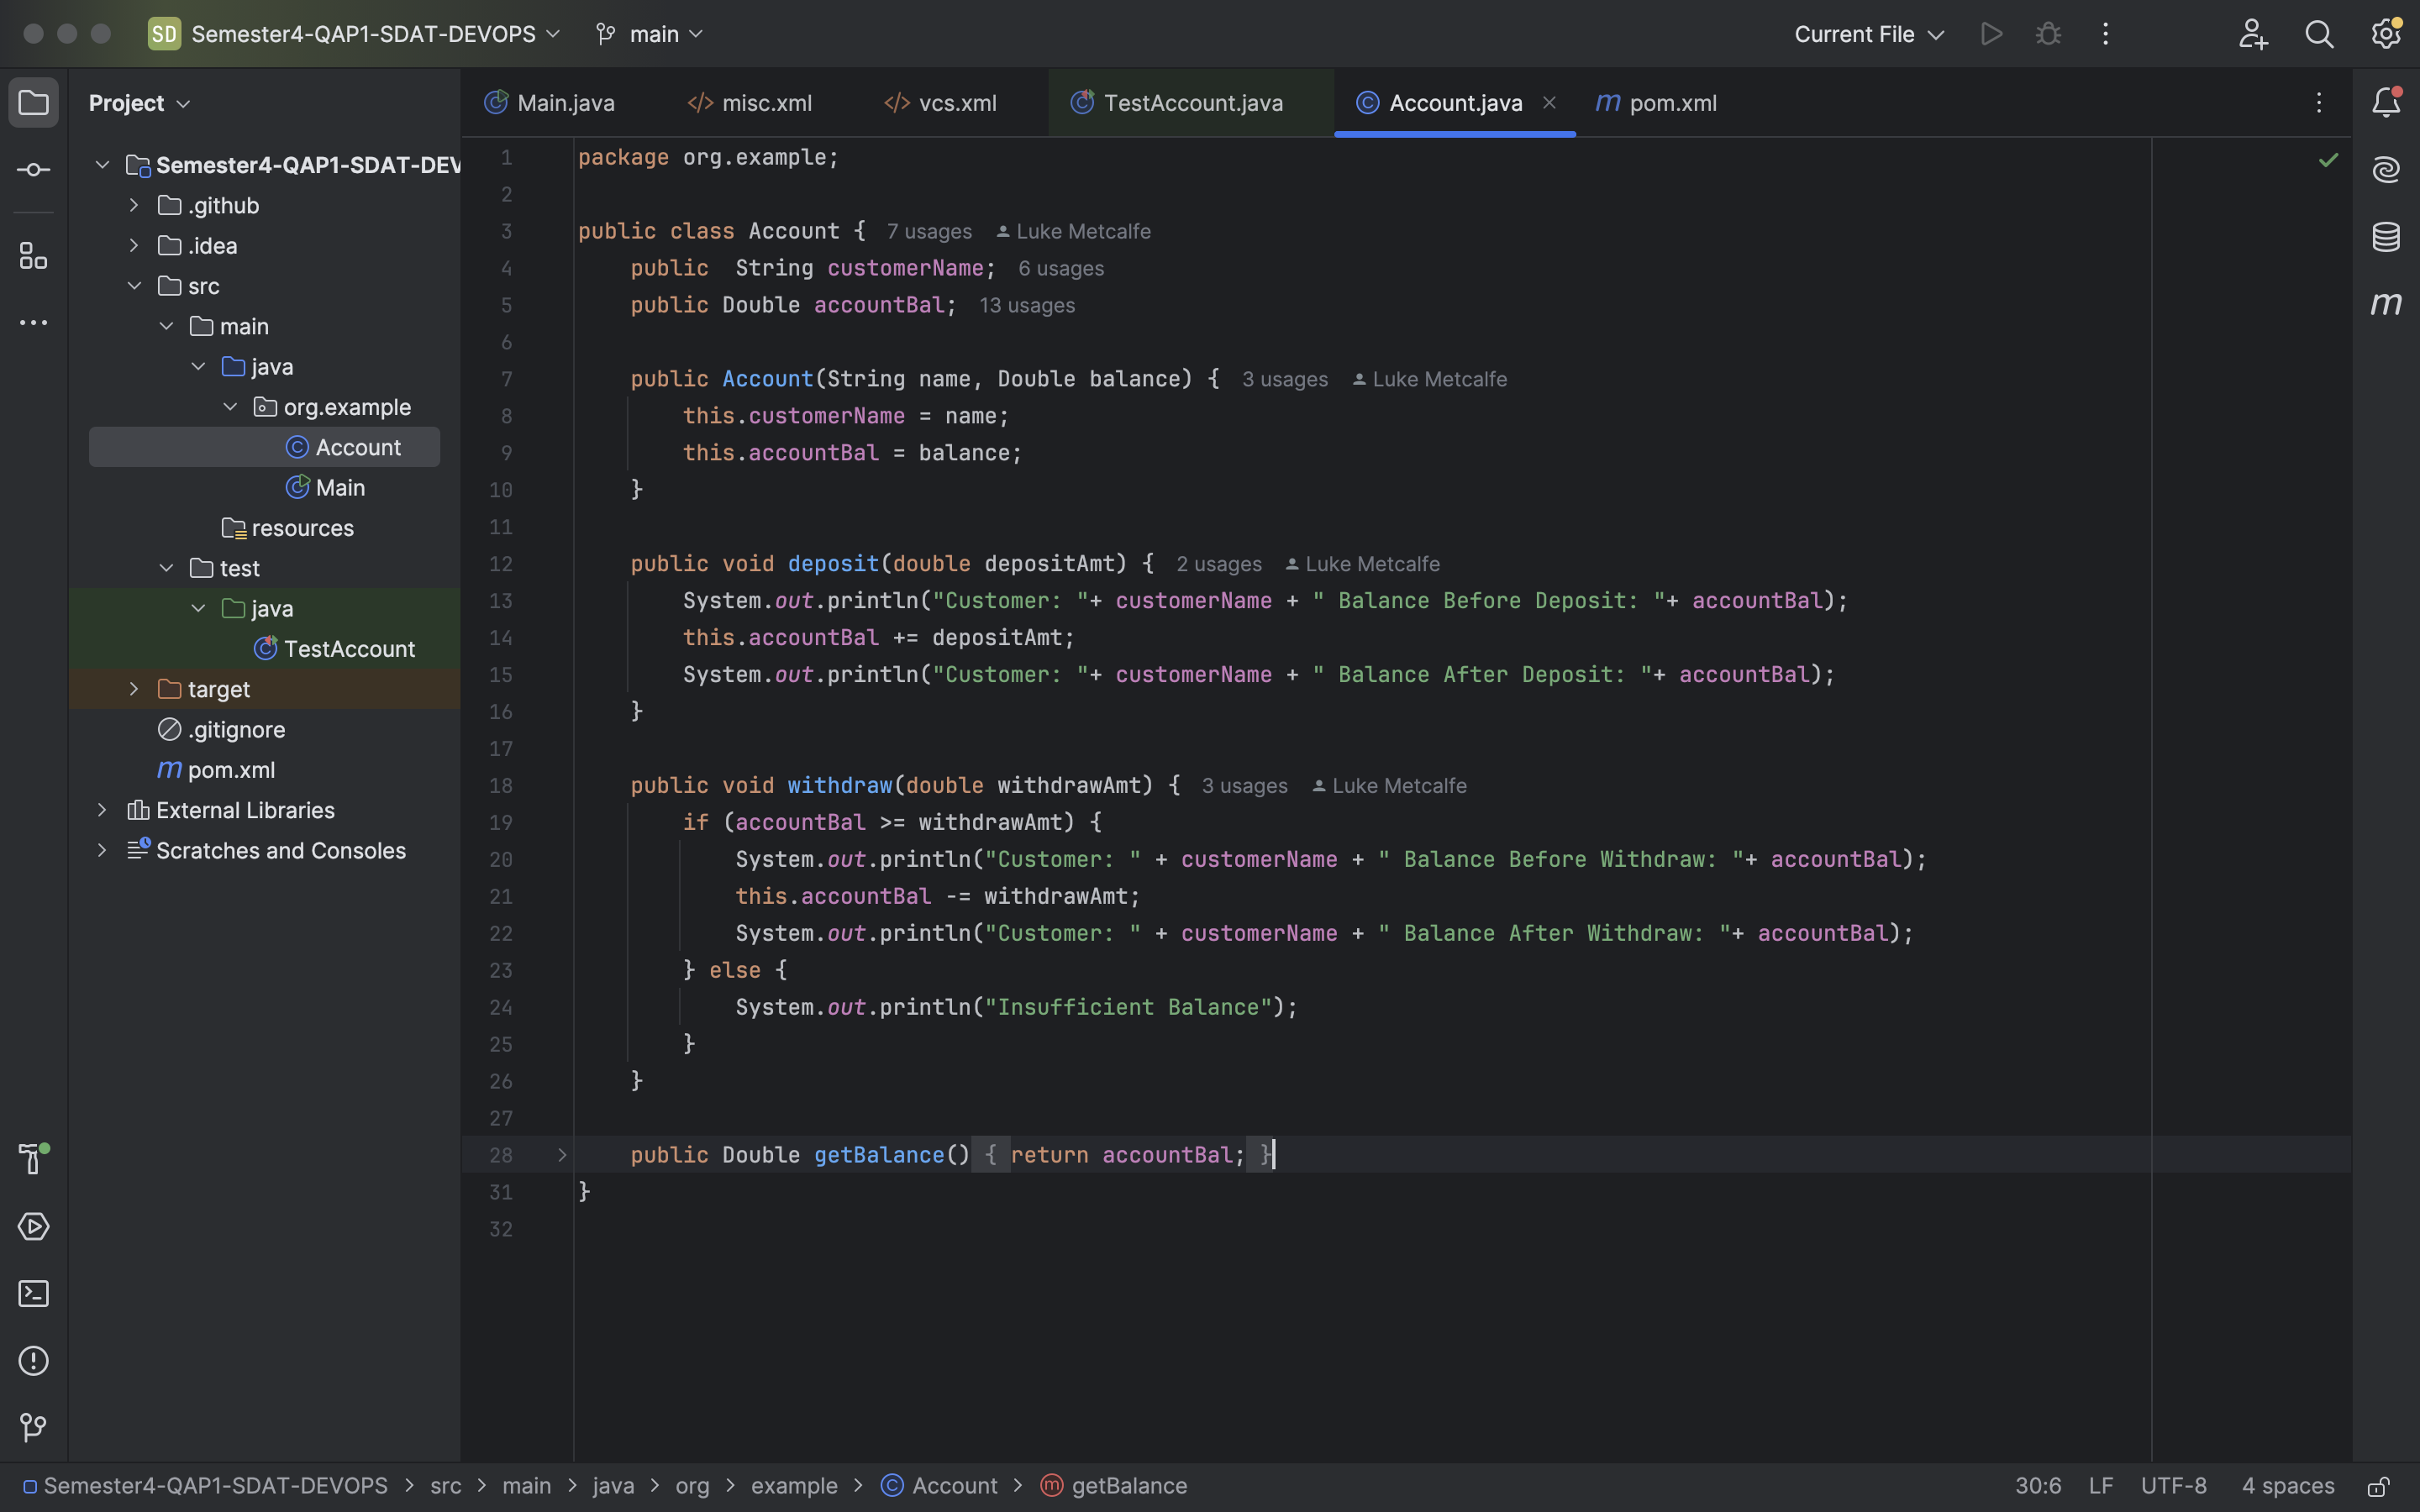 SD Semester4-QAP1-SDAT-DEVOPS main Current File
Project
Semester4-QAP1-SDAT-DEV
.github
.idea
src
main
java
org.example
Account
Main
resources
test
java
TestAccount
target
.gitignore
m pom.xml
External Libraries
Scratches and Consoles
Main.java </> misc.xml </> vcs.xml TestAccount.java Account.java m pom.xml
1 package org.example;
2
3 public class Account { 7 usages Luke Metcalfe
4 public  String customerName; 6 usages
5 public Double accountBal; 13 usages
6
7 public Account(String name, Double balance) { 3 usages Luke Metcalfe
8 this.customerName = name;
9 this.accountBal = balance;
10 }
11
12 public void deposit(double depositAmt) { 2 usages Luke Metcalfe
13 System.out.println("Customer: "+ customerName + " Balance Before Deposit: "+ accountBal);
14 this.accountBal += depositAmt;
15 System.out.println("Customer: "+ customerName + " Balance After Deposit: "+ accountBal);
16 }
17
18 public void withdraw(double withdrawAmt) { 3 usages Luke Metcalfe
19 if (accountBal >= withdrawAmt) {
20 System.out.println("Customer: " + customerName + " Balance Before Withdraw: "+ accountBal);
21 this.accountBal -= withdrawAmt;
22 System.out.println("Customer: " + customerName + " Balance After Withdraw: "+ accountBal);
23 } else {
24 System.out.println("Insufficient Balance");
25 }
26 }
27
28 public Double getBalance() { return accountBal; }
31 }
32
m
Semester4-QAP1-SDAT-DEVOPS > src > main > java > org > example > Account > getBalance 30:6 LF UTF-8 4 spaces